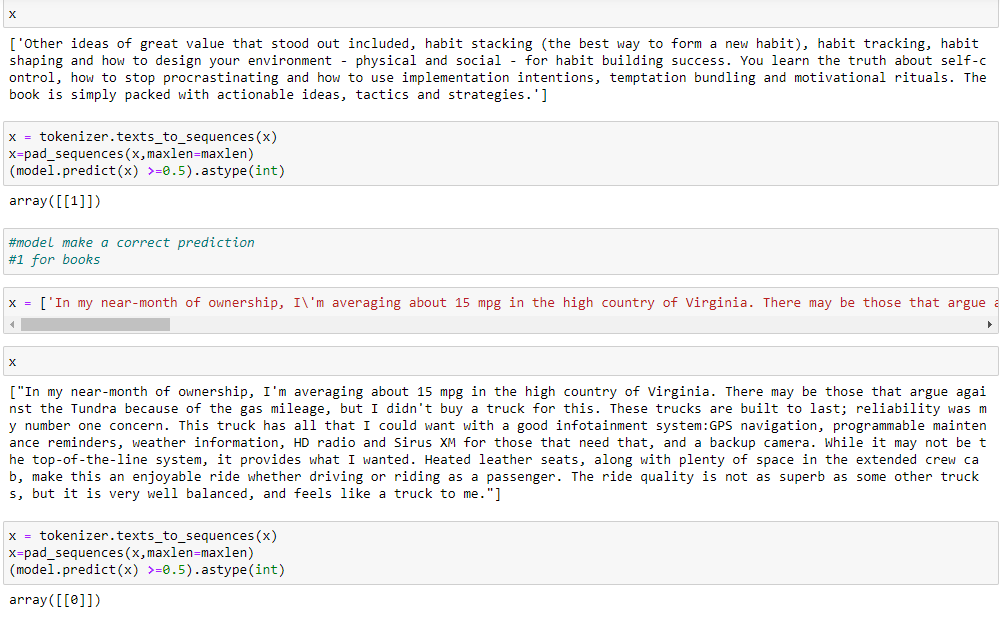 x
['Other ideas of great value that stood out included, habit stacking (the best way to form a new habit), habit tracking, habit
shaping and how to design your environment - physical and social - for habit building success. You learn the truth about self-c
ontrol, how to stop procrastinating and how to use implementation intentions, temptation bundling and motivational rituals. The
book is simply packed with actionable ideas, tactics and strategies.']
x = tokenizer.texts_to_sequences(x)
x=pad_sequences(x,maxlen=maxlen)
(model.predict(x) >=0.5).astype(int)
array([[1]])
#model make a correct prediction
#1 for books
x = ['In my near-month of ownership, I\'m averaging about 15 mpg in the high country of Virginia. There may be those that argue a
x
["In my near-month of ownership, I'm averaging about 15 mpg in the high country of Virginia. There may be those that argue agai
nst the Tundra because of the gas mileage, but I didn't buy a truck for this. These trucks are built to last; reliability was m
y number one concern. This truck has all that I could want with a good infotainment system:GPS navigation, programmable mainten
ance reminders, weather information, HD radio and Sirus XM for those that need that, and a backup camera. While it may not be t
he top-of-the-line system, it provides what I wanted. Heated leather seats, along with plenty of space in the extended crew ca
b, make this an enjoyable ride whether driving or riding as a passenger. The ride quality is not as superb as some other truck
s, but it is very well balanced, and feels like a truck to me."]
x = tokenizer.texts_to_sequences(x)
x=pad_sequences(x,maxlen=maxlen)
(model.predict(x) >=0.5).astype(int)
array([[0]])